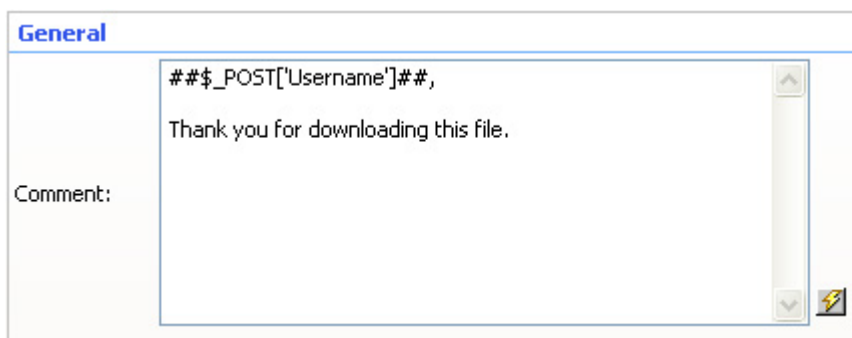 General
##$_POST['Username']##,
Thank you for downloading this file.
Comment: